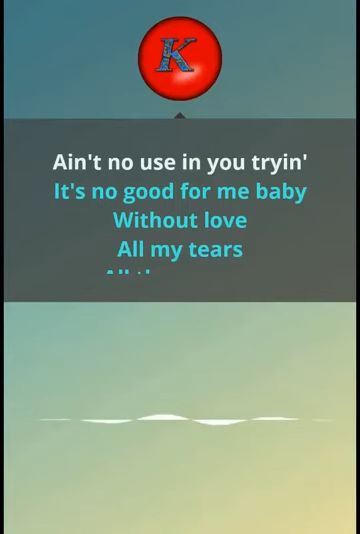 K
Ain't no use in you tryin'
It's no good for me baby
Without love
All my tears